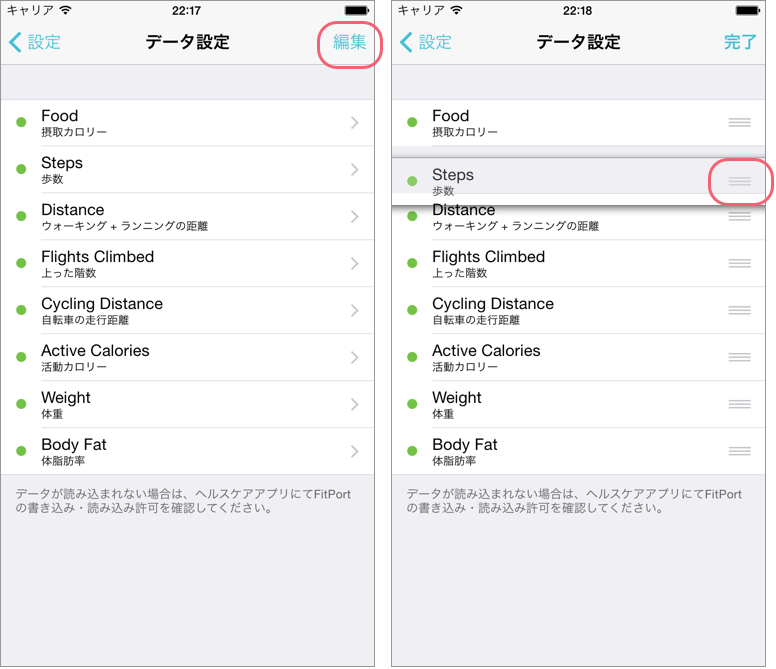 キャリア 22:17
設定 データ設定 編集
Food
摂取カロリー
Steps
歩数
Distance
ウォーキング + ランニングの距離
Flights Climbed
上った階数
Cycling Distance
自転車の走行距離
Active Calories
活動カロリー
Weight
体重
Body Fat
体脂肪率
データが読み込まれない場合は、ヘルスケアアプリにてFitPort
の書き込み・読み込み許可を確認してください。
キャリア 22:18
設定 データ設定 完了
Food
摂取カロリー
Steps
歩数
Distance
ウォーキング + ランニングの距離
Flights Climbed
上った階数
Cycling Distance
自転車の走行距離
Active Calories
活動カロリー
Weight
体重
Body Fat
体脂肪率
データが読み込まれない場合は、ヘルスケアアプリにてFitPort
の書き込み・読み込み許可を確認してください。